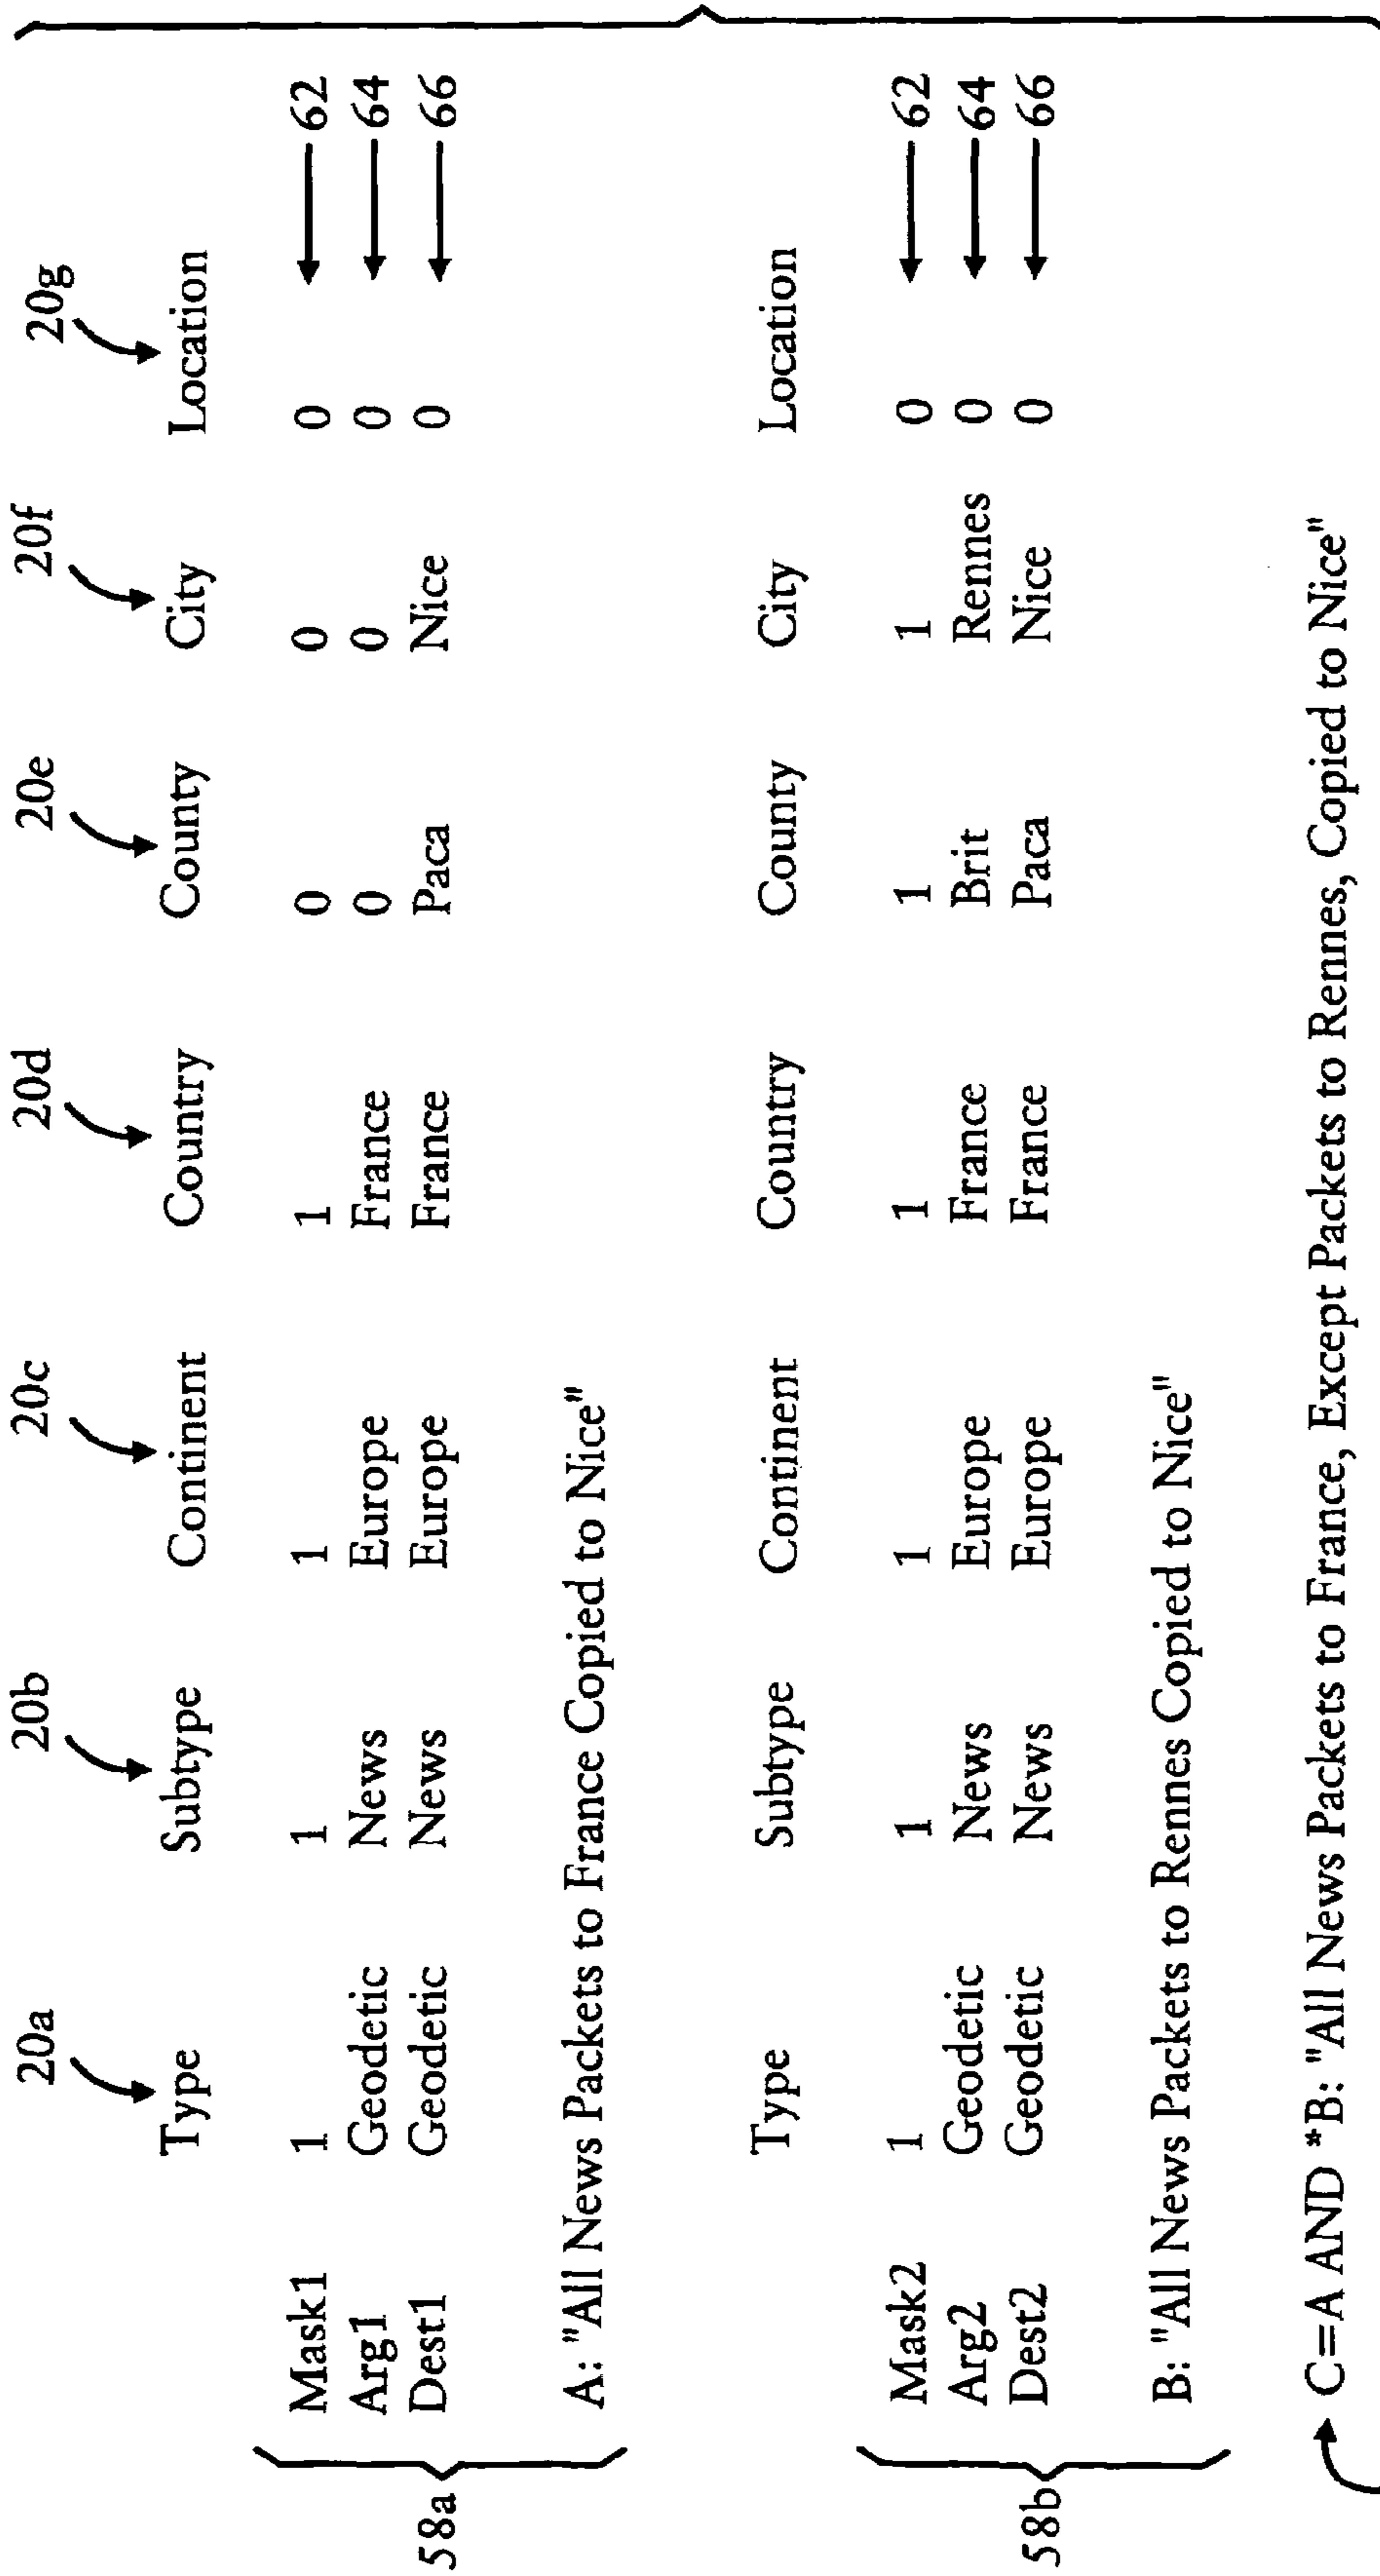 20a 20b 20c 20d 20e 20f 20g
Type Subtype Continent Country County City Location
Mask1 1 1 1 1 0 0 0 62
Arg1 Geodetic News Europe France 0 0 0 64
Dest1 Geodetic News Europe France Paca Nice 0 66
58a
A: "All News Packets to France Copied to Nice"
Type Subtype Continent Country County City Location
Mask2 1 1 1 1 1 1 0 62
Arg2 Geodetic News Europe France Brit Rennes 0 64
Dest2 Geodetic News Europe France Paca Nice 0 66
58b
B: "All News Packets to Rennes Copied to Nice"
C=A AND *B: "All News Packets to France, Except Packets to Rennes, Copied to Nice"